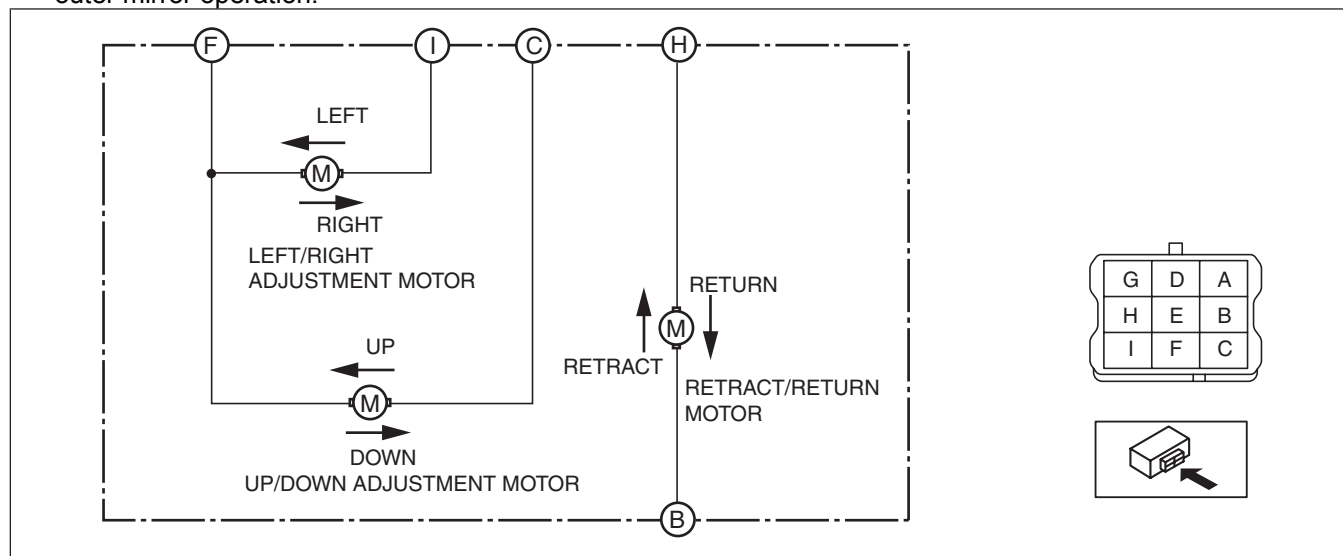 outer mirror operation.
F I C H
LEFT
M
RIGHT
LEFT/RIGHT
ADJUSTMENT MOTOR
UP
M
DOWN
UP/DOWN ADJUSTMENT MOTOR
RETURN
M
RETRACT
RETRACT/RETURN
MOTOR
B
G D A
H E B
I F C